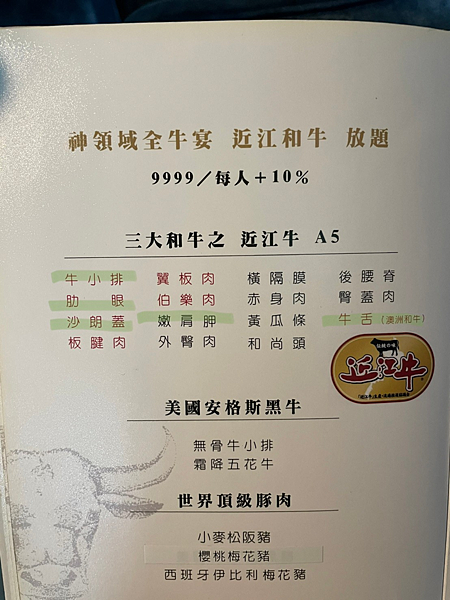 神領域全牛宴 近江和牛 放題
9999／每人＋10%
三大和牛之 近江牛 A5
牛小排 翼板肉 橫隔膜 後腰脊
肋眼 伯樂肉 赤身肉 臀蓋肉
沙朗蓋 嫩肩胛 黃瓜條 牛舌(澳洲和牛)
板腱肉 外臀肉 和尚頭
伝統の味
近江牛
美國安格斯黑牛
無骨牛小排
霜降五花牛
世界頂級豚肉
小麥松阪豬
櫻桃梅花豬
西班牙伊比利梅花豬